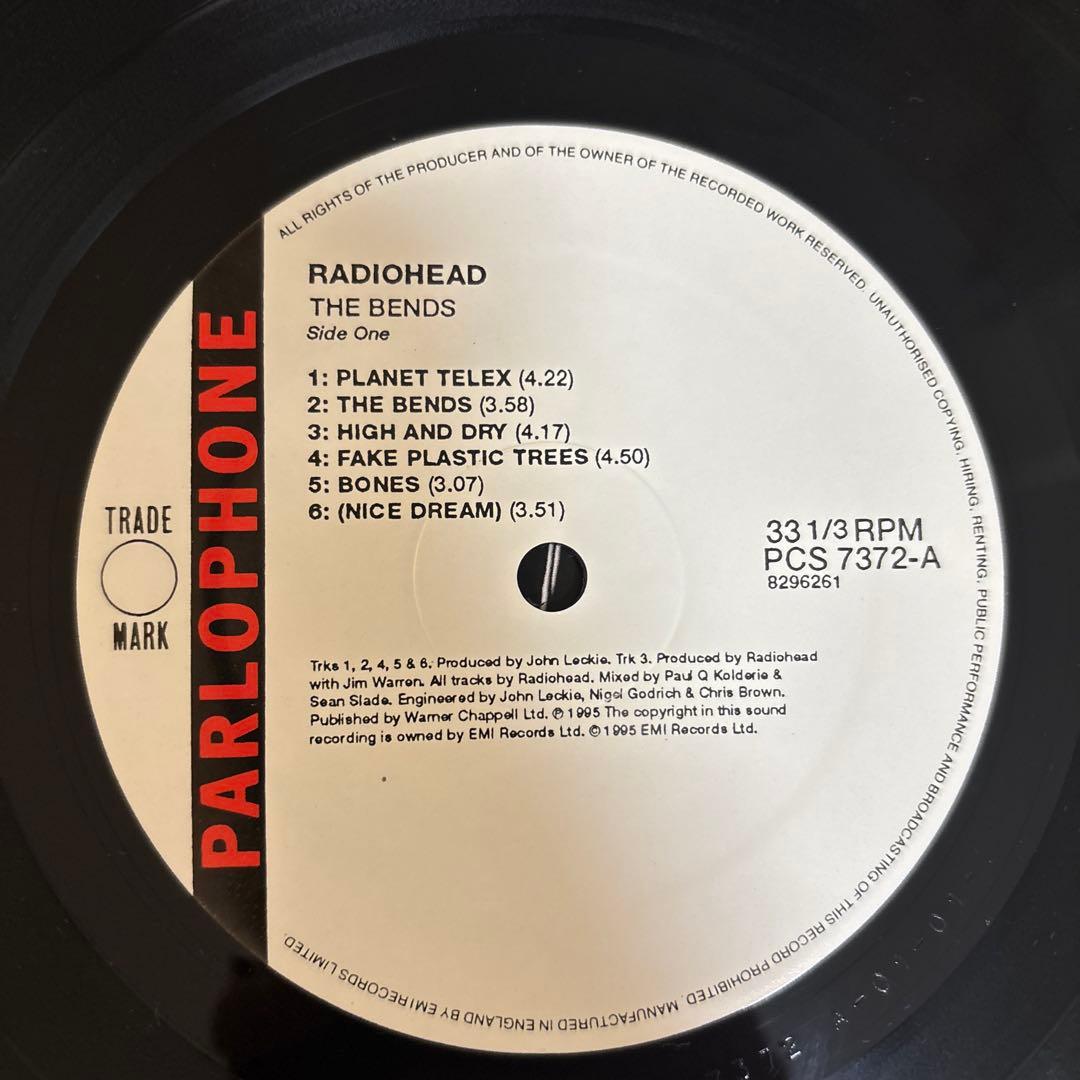 ALL RIGHTS OF THE PRODUCER AND OF THE OWNER OF THE RECORDED WORK RESERVED. UNAUTHORISED COPYING, HIRING, RENTING, PUBLIC PERFORMANCE AND BROADCASTING OF THIS RECORD PROHIBITED. MANUFACTURED IN ENGLAND BY EMI RECORDS LIMITED.
PARLOPHONE
TRADE
MARK
RADIOHEAD
THE BENDS
Side One
1: PLANET TELEX (4.22)
2: THE BENDS (3.58)
3: HIGH AND DRY (4.17)
4: FAKE PLASTIC TREES (4.50)
5: BONES (3.07)
6: (NICE DREAM) (3.51)
33 1/3 RPM
PCS 7372-A
8296261
Trks 1, 2, 4, 5 & 6. Produced by John Leckie. Trk 3. Produced by Radiohead
with Jim Warren. All tracks by Radiohead. Mixed by Paul Q Kolderie &
Sean Slade. Engineered by John Leckie, Nigel Godrich & Chris Brown.
Published by Warner Chappell Ltd. ℗ 1995 The copyright in this sound
recording is owned by EMI Records Ltd. © 1995 EMI Records Ltd.